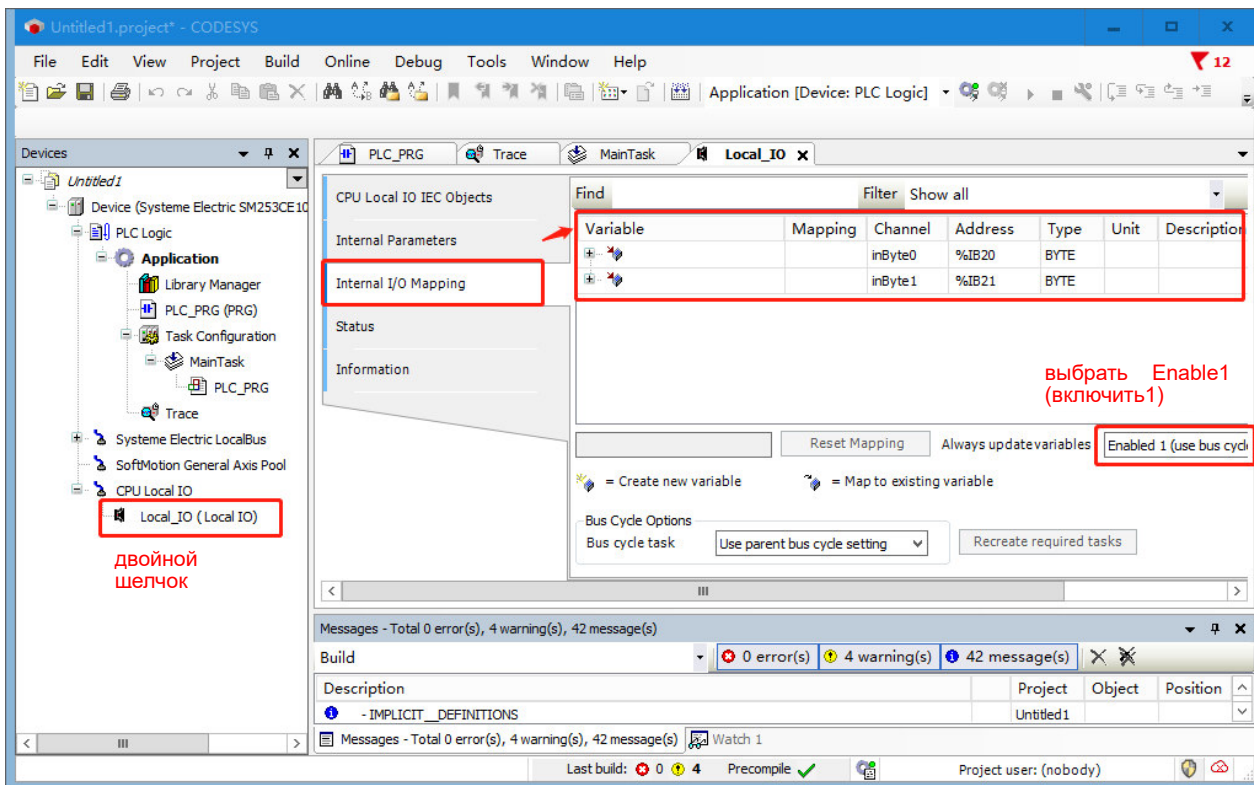 Untitled1.project* - CODESYS
File Edit View Project Build Online Debug Tools Window Help 12
Application [Device: PLC Logic]
Devices
PLC_PRG Trace MainTask Local_IO
Untitled1
Device (Systeme Electric SM253CE10
PLC Logic
Application
Library Manager
PLC_PRG (PRG)
Task Configuration
MainTask
PLC_PRG
Trace
Systeme Electric LocalBus
SoftMotion General Axis Pool
CPU Local IO
Local_IO (Local IO)
двойной
шелчок
CPU Local IO IEC Objects
Internal Parameters
Internal I/O Mapping
Status
Information
Find Filter Show all
Variable Mapping Channel Address Type Unit Description
inByte0 %IB20 BYTE
inByte1 %IB21 BYTE
выбрать Enable1
(включить1)
Reset Mapping Always update variables Enabled 1 (use bus cycl
= Create new variable = Map to existing variable
Bus Cycle Options
Bus cycle task Use parent bus cycle setting Recreate required tasks
Messages - Total 0 error(s), 4 warning(s), 42 message(s)
Build 0 error(s) 4 warning(s) 42 message(s)
Description Project Object Position
- IMPLICIT__DEFINITIONS Untitled1
Messages - Total 0 error(s), 4 warning(s), 42 message(s) Watch 1
Last build: 0 4 Precompile Project user: (nobody)